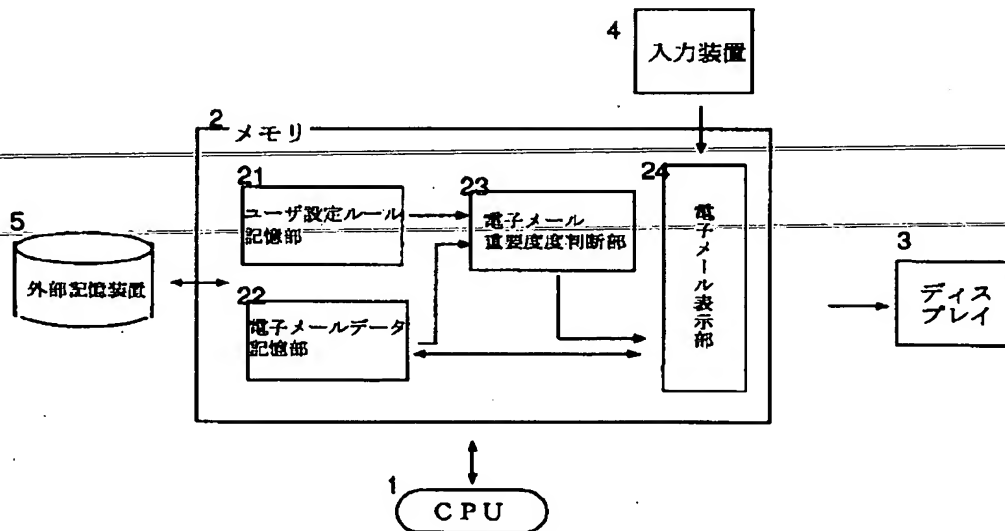 4
入力装置
2 メモリ
21
ユーザ設定ルール
記憶部
23
電子メール
重要度度判断部
24
電子メール表示部
5
外部記憶装置
22
電子メールデータ
記憶部
3
ディス
プレイ
1
CPU